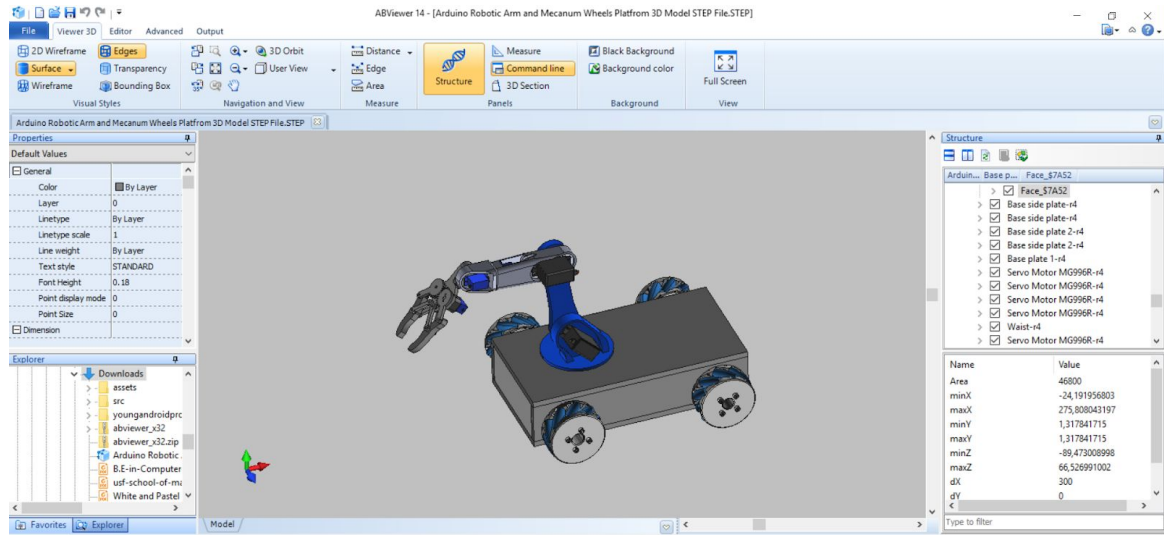 ABViewer 14 - [Arduino Robotic Arm and Mecanum Wheels Platfrom 3D Model STEP File.STEP]
File Viewer 3D Editor Advanced Output
2D Wireframe Edges 3D Orbit Distance Measure Black Background
Surface Transparency User View Edge Structure Command line Background color Full Screen
Wireframe Bounding Box Area 3D Section
Visual Styles Navigation and View Measure Panels Background View
Arduino Robotic Arm and Mecanum Wheels Platfrom 3D Model STEP File.STEP
Properties
Default Values
General
Color By Layer
Layer 0
Linetype By Layer
Linetype scale 1
Line weight By Layer
Text style STANDARD
Font Height 0.18
Point display mode 0
Point Size 0
Dimension
Explorer
Downloads
assets
src
youngandroidprc
abviewer_x32
abviewer_x32.zip
Arduino Robotic
B.E-in-Computer
usf-school-of-ma
White and Pastel
Favorites Explorer
Model
Structure
Arduin... Base p... Face_$7A52
Face_$7A52
Base side plate-r4
Base side plate-r4
Base side plate 2-r4
Base side plate 2-r4
Base plate 1-r4
Servo Motor MG996R-r4
Servo Motor MG996R-r4
Servo Motor MG996R-r4
Servo Motor MG996R-r4
Waist-r4
Servo Motor MG996R-r4
Name Value
Area 46800
minX -24,191956803
maxX 275,808043197
minY 1,317841715
maxY 1,317841715
minZ -89,473008998
maxZ 66,526991002
dX 300
dY 0
Type to filter